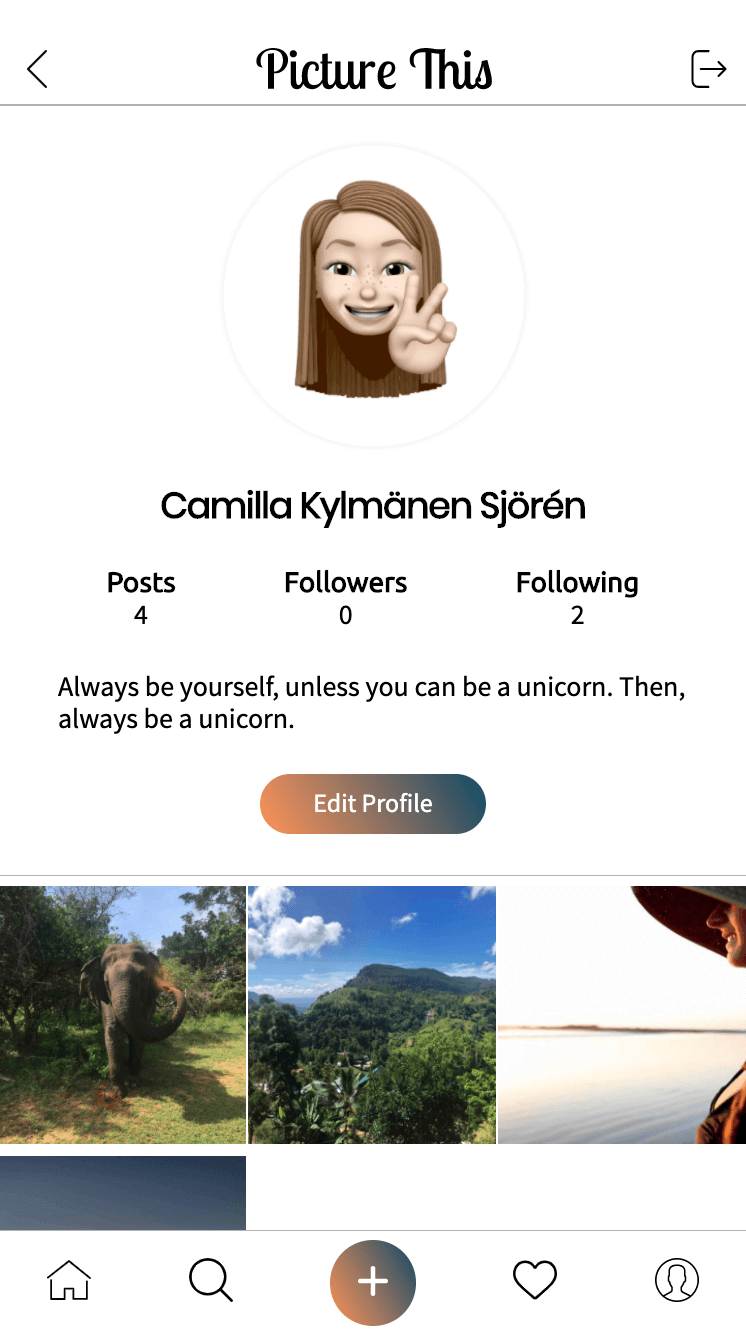 Picture This
Camilla Kylmänen Sjörén
Posts Followers Following
4 0 2
Always be yourself, unless you can be a unicorn. Then,
always be a unicorn.
Edit Profile